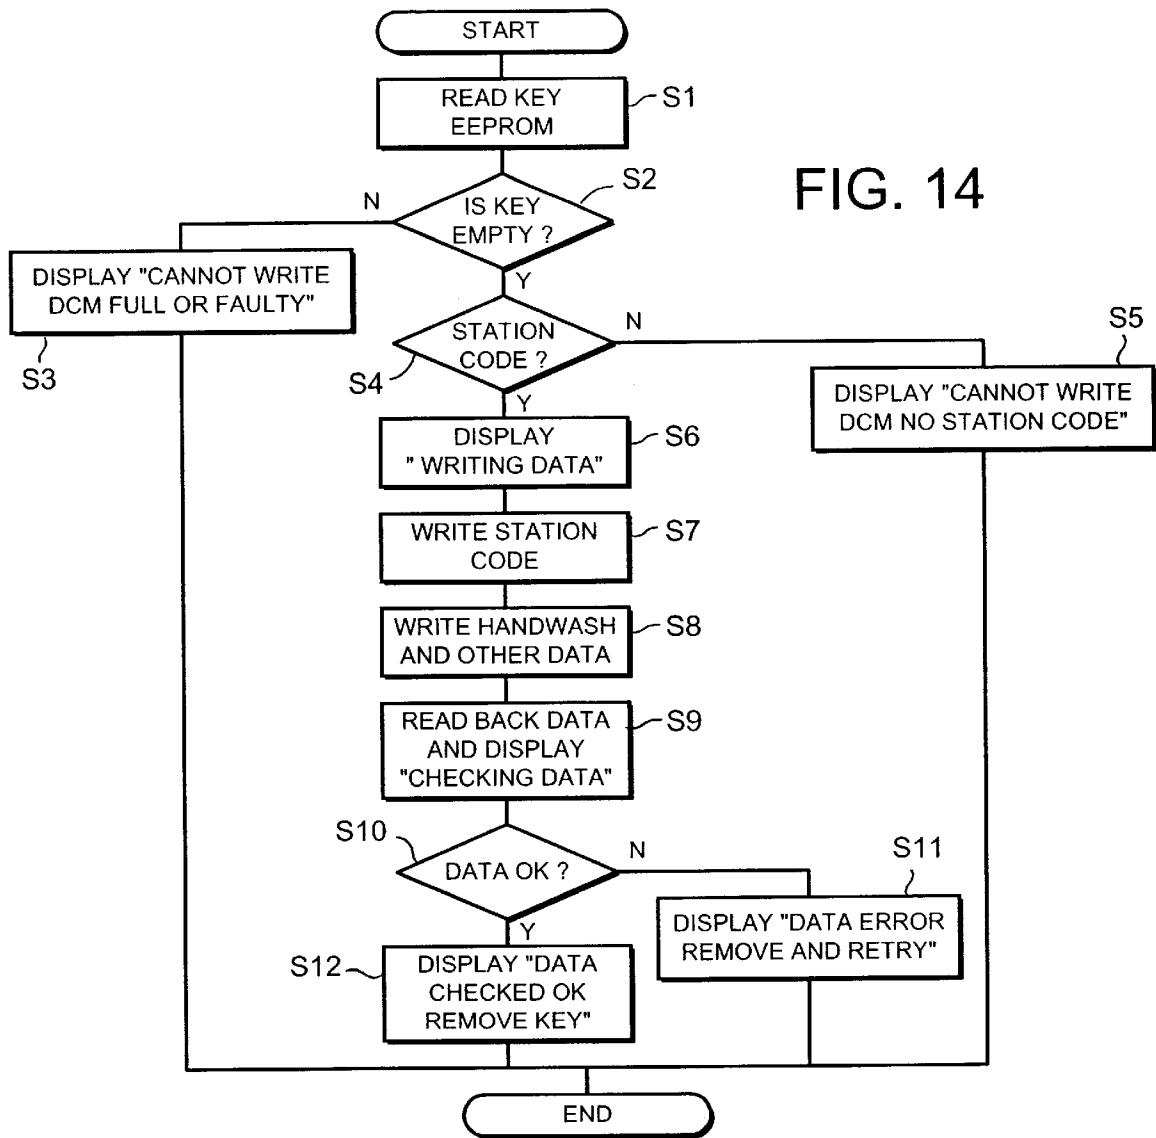 START
READ KEY
EEPROM
S1
FIG. 14
S2
N
IS KEY
EMPTY ?
Y
DISPLAY "CANNOT WRITE
DCM FULL OR FAULTY"
S3
STATION
CODE ?
N
S4
Y
S5
DISPLAY "CANNOT WRITE
DCM NO STATION CODE"
DISPLAY
" WRITING DATA"
S6
WRITE STATION
CODE
S7
WRITE HANDWASH
AND OTHER DATA
S8
READ BACK DATA
AND DISPLAY
"CHECKING DATA"
S9
S10
DATA OK ?
N
Y
S11
DISPLAY "DATA ERROR
REMOVE AND RETRY"
S12
DISPLAY "DATA
CHECKED OK
REMOVE KEY"
END